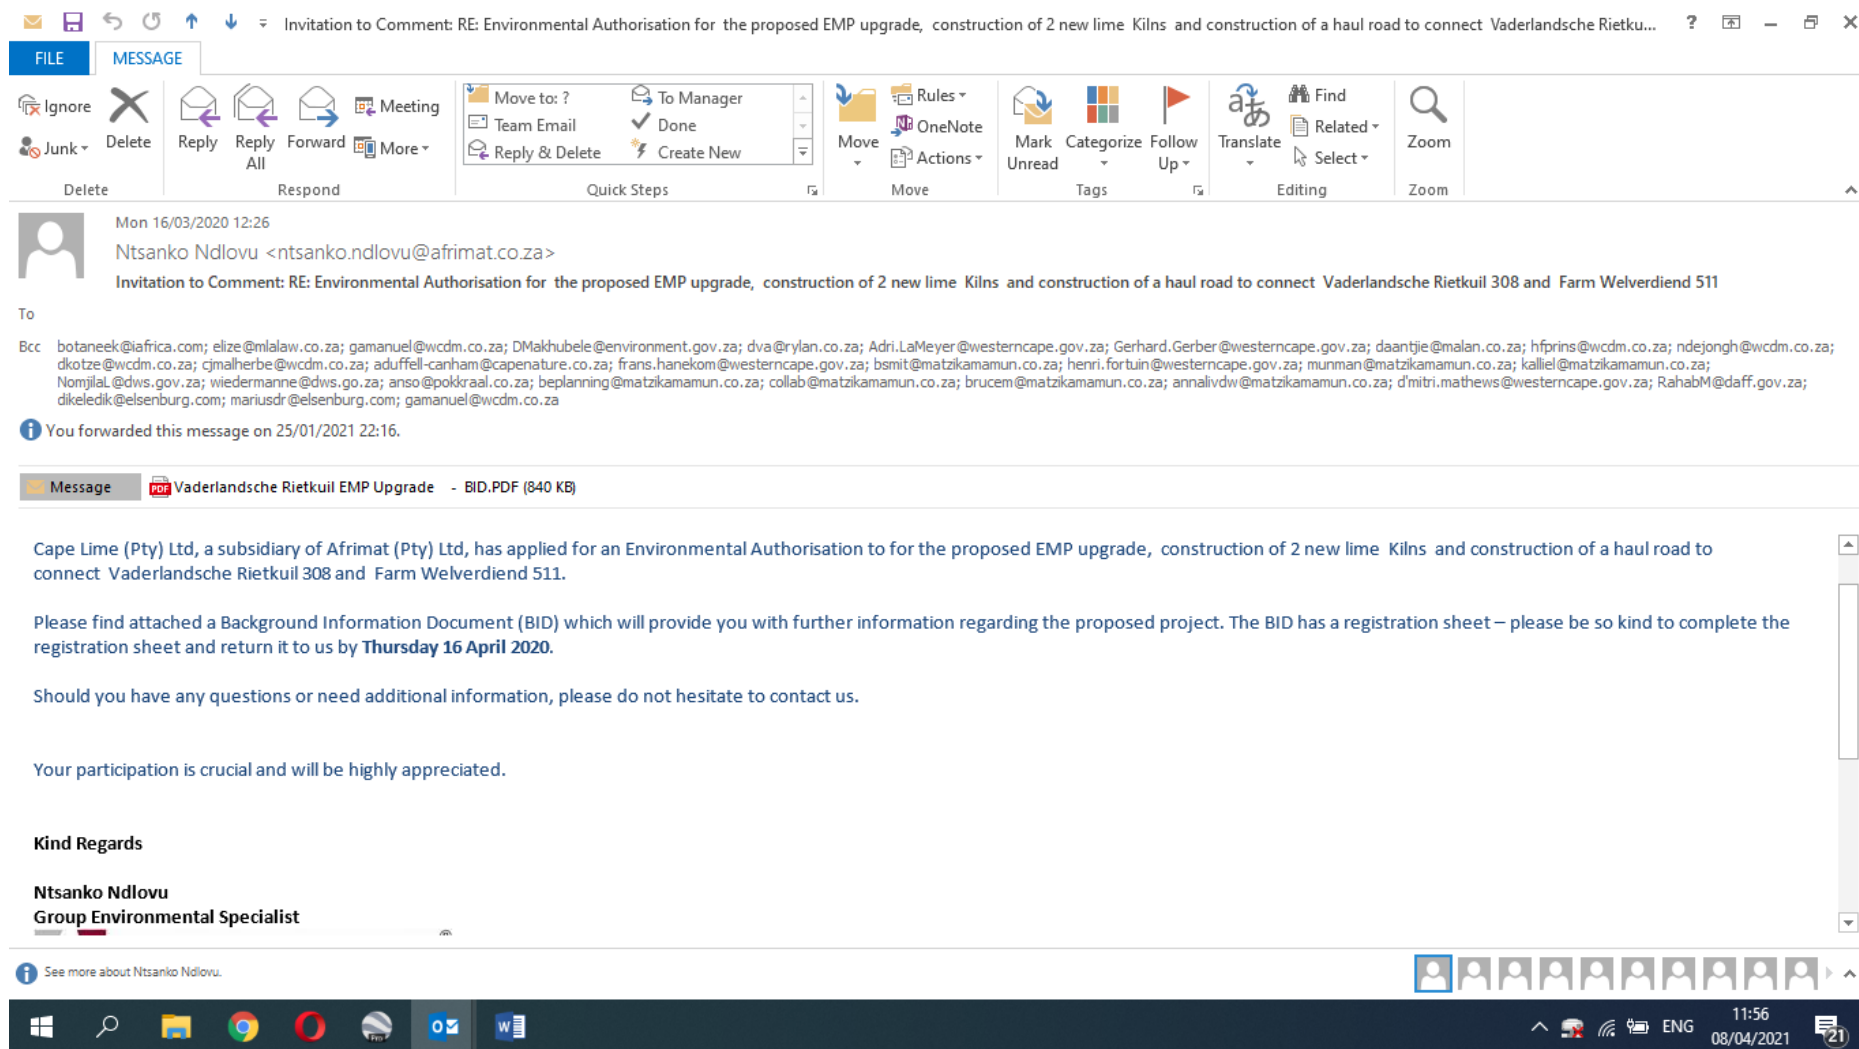 Invitation to Comment: RE: Environmental Authorisation for the proposed EMP upgrade, construction of 2 new lime Kilns and construction of a haul road to connect Vaderlandsche Rietku...
FILE MESSAGE
Ignore
Junk
Delete
Reply
Reply All
Forward
Meeting
More
Move to: ?
Team Email
Reply & Delete
To Manager
Done
Create New
Move
Rules
OneNote
Actions
Mark Unread
Categorize
Follow Up
Translate
Find
Related
Select
Zoom
Delete Respond Quick Steps Move Tags Editing Zoom
Mon 16/03/2020 12:26
Ntsanko Ndlovu <ntsanko.ndlovu@afrimat.co.za>
Invitation to Comment: RE: Environmental Authorisation for the proposed EMP upgrade, construction of 2 new lime Kilns and construction of a haul road to connect Vaderlandsche Rietkuil 308 and Farm Welverdiend 511
To
Bcc botaneek@iafrica.com; elize@mlalaw.co.za; gamanuel@wcdm.co.za; DMakhubele@environment.gov.za; dva@rylan.co.za; Adri.LaMeyer@westerncape.gov.za; Gerhard.Gerber@westerncape.gov.za; daantjie@malan.co.za; hfprins@wcdm.co.za; ndejongh@wcdm.co.za;
dkotze@wcdm.co.za; cjmalherbe@wcdm.co.za; aduffell-canham@capenature.co.za; frans.hanekom@westerncape.gov.za; bsmit@matzikamamun.co.za; henri.fortuin@westerncape.gov.za; munman@matzikamamun.co.za; kalliel@matzikamamun.co.za;
NomjilaL@dws.gov.za; wiedermanne@dws.go.za; anso@pokkraal.co.za; beplanning@matzikamamun.co.za; collab@matzikamamun.co.za; brucem@matzikamamun.co.za; annalivdw@matzikamamun.co.za; d'mitri.mathews@westerncape.gov.za; RahabM@daff.gov.za;
dikeledik@elsenburg.com; mariusdr@elsenburg.com; gamanuel@wcdm.co.za
You forwarded this message on 25/01/2021 22:16.
Message PDF Vaderlandsche Rietkuil EMP Upgrade - BID.PDF (840 KB)
Cape Lime (Pty) Ltd, a subsidiary of Afrimat (Pty) Ltd, has applied for an Environmental Authorisation to for the proposed EMP upgrade, construction of 2 new lime Kilns and construction of a haul road to
connect Vaderlandsche Rietkuil 308 and Farm Welverdiend 511.
Please find attached a Background Information Document (BID) which will provide you with further information regarding the proposed project. The BID has a registration sheet – please be so kind to complete the
registration sheet and return it to us by Thursday 16 April 2020.
Should you have any questions or need additional information, please do not hesitate to contact us.
Your participation is crucial and will be highly appreciated.
Kind Regards
Ntsanko Ndlovu
Group Environmental Specialist
See more about Ntsanko Ndlovu.
ENG
11:56
08/04/2021
21